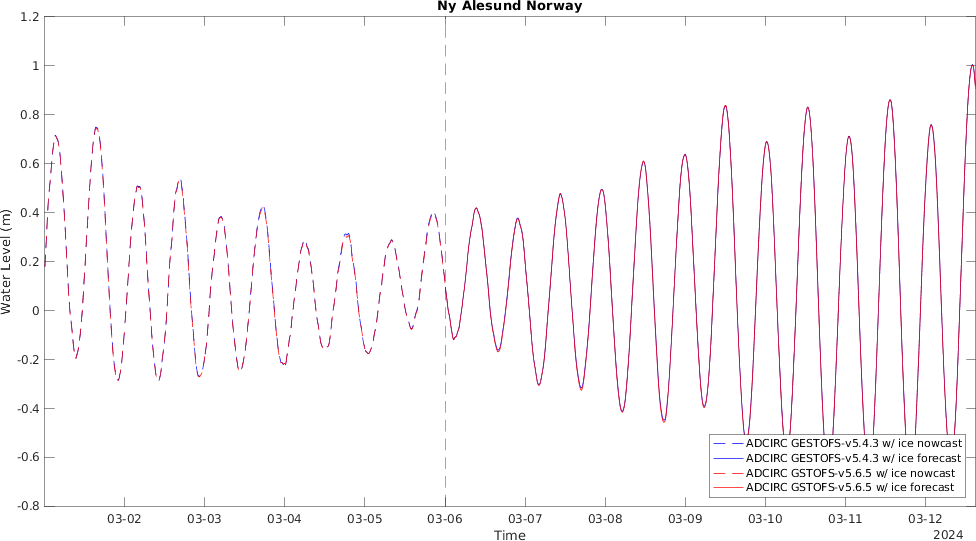 Ny Alesund Norway
1.2
1
0.8
0.6
0.4
0.2
0
-0.2
-0.4
-0.6
-0.8
Water Level (m)
ADCIRC GESTOFS-v5.4.3 w/ ice nowcast
ADCIRC GESTOFS-v5.4.3 w/ ice forecast
ADCIRC GSTOFS-v5.6.5 w/ ice nowcast
ADCIRC GSTOFS-v5.6.5 w/ ice forecast
03-02 03-03 03-04 03-05 03-06 03-07 03-08 03-09 03-10 03-11 03-12
Time
2024